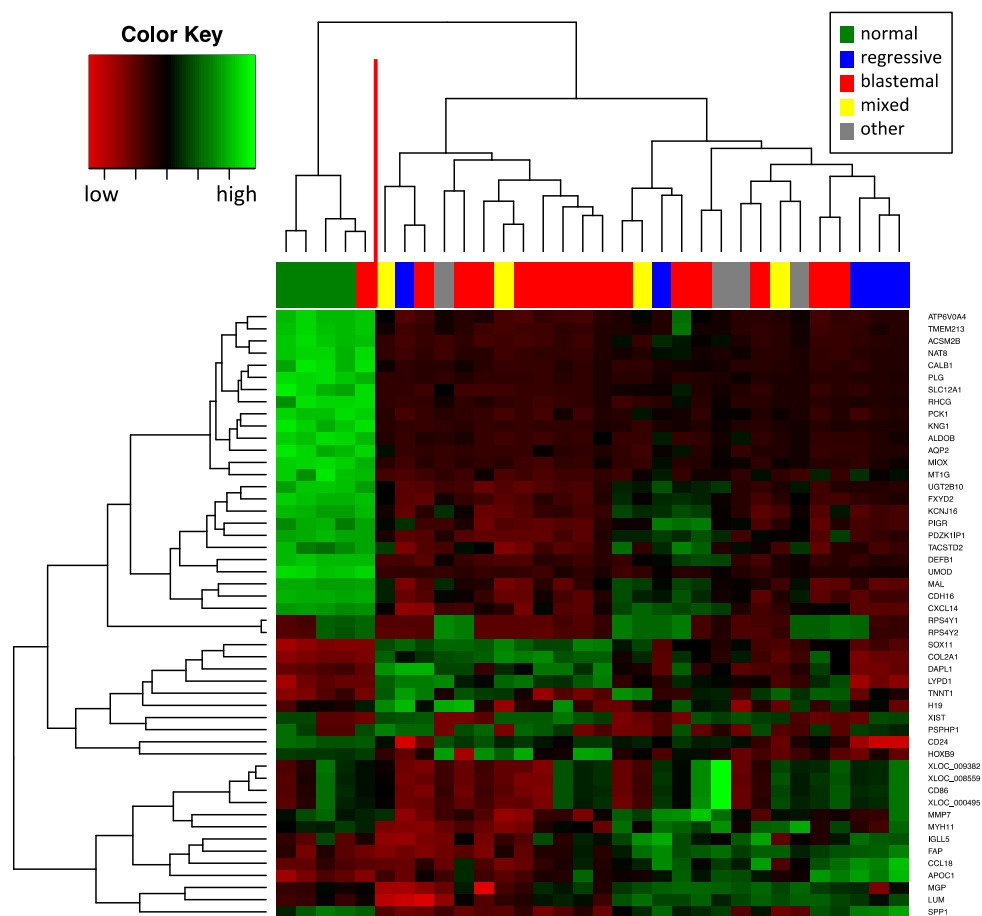 Color Key
low high
normal
regressive
blastemal
mixed
other
ATP6V0A4
TMEM213
ACSM2B
NAT8
CALB1
PLG
SLC12A1
RHCG
PCK1
KNG1
ALDOB
AQP2
MIOX
MT1G
UGT2B10
FXYD2
KCNJ16
PIGR
PDZK1IP1
TACSTD2
DEFB1
UMOD
MAL
CDH16
CXCL14
RPS4Y1
RPS4Y2
SOX11
COL2A1
DAPL1
LYPD1
TNNT1
H19
XIST
PSPHP1
CD24
HOXB9
XLOC_009382
XLOC_008559
CD86
XLOC_000495
MMP7
MYH11
IGLL5
FAP
CCL18
APOC1
MGP
LUM
SPP1